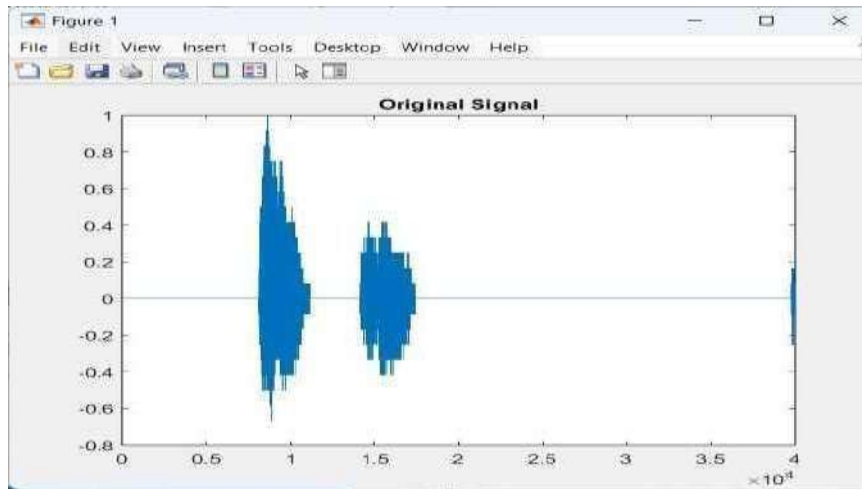 Figure 1
File Edit View Insert Tools Desktop Window Help
Original Signal
1
0.8
0.6
0.4
0.2
0
-0.2
-0.4
-0.6
-0.8
0 0.5 1 1.5 2 2.5 3 3.5 4
×10⁴